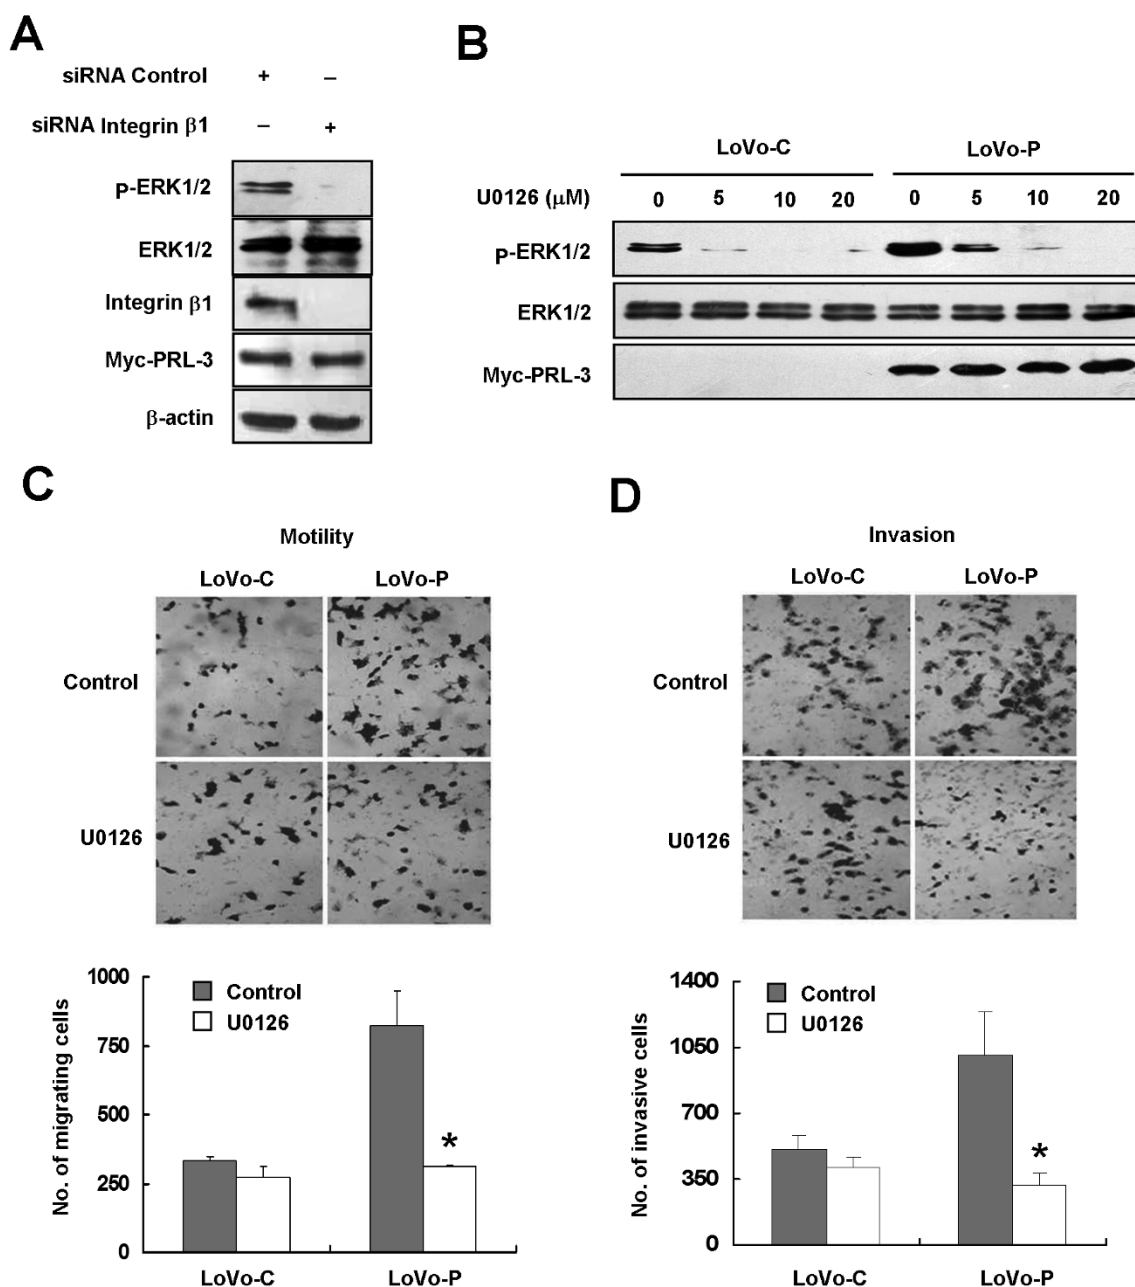 A
siRNA Control + –
siRNA Integrin β1 – +
p-ERK1/2
ERK1/2
Integrin β1
Myc-PRL-3
β-actin
B
LoVo-C LoVo-P
U0126 (μM) 0 5 10 20 0 5 10 20
p-ERK1/2
ERK1/2
Myc-PRL-3
C
Motility
LoVo-C LoVo-P
Control
U0126
No. of migrating cells
1000
750
500
250
0
Control
U0126
*
LoVo-C LoVo-P
D
Invasion
LoVo-C LoVo-P
Control
U0126
No. of invasive cells
1400
1050
700
350
0
Control
U0126
*
LoVo-C LoVo-P